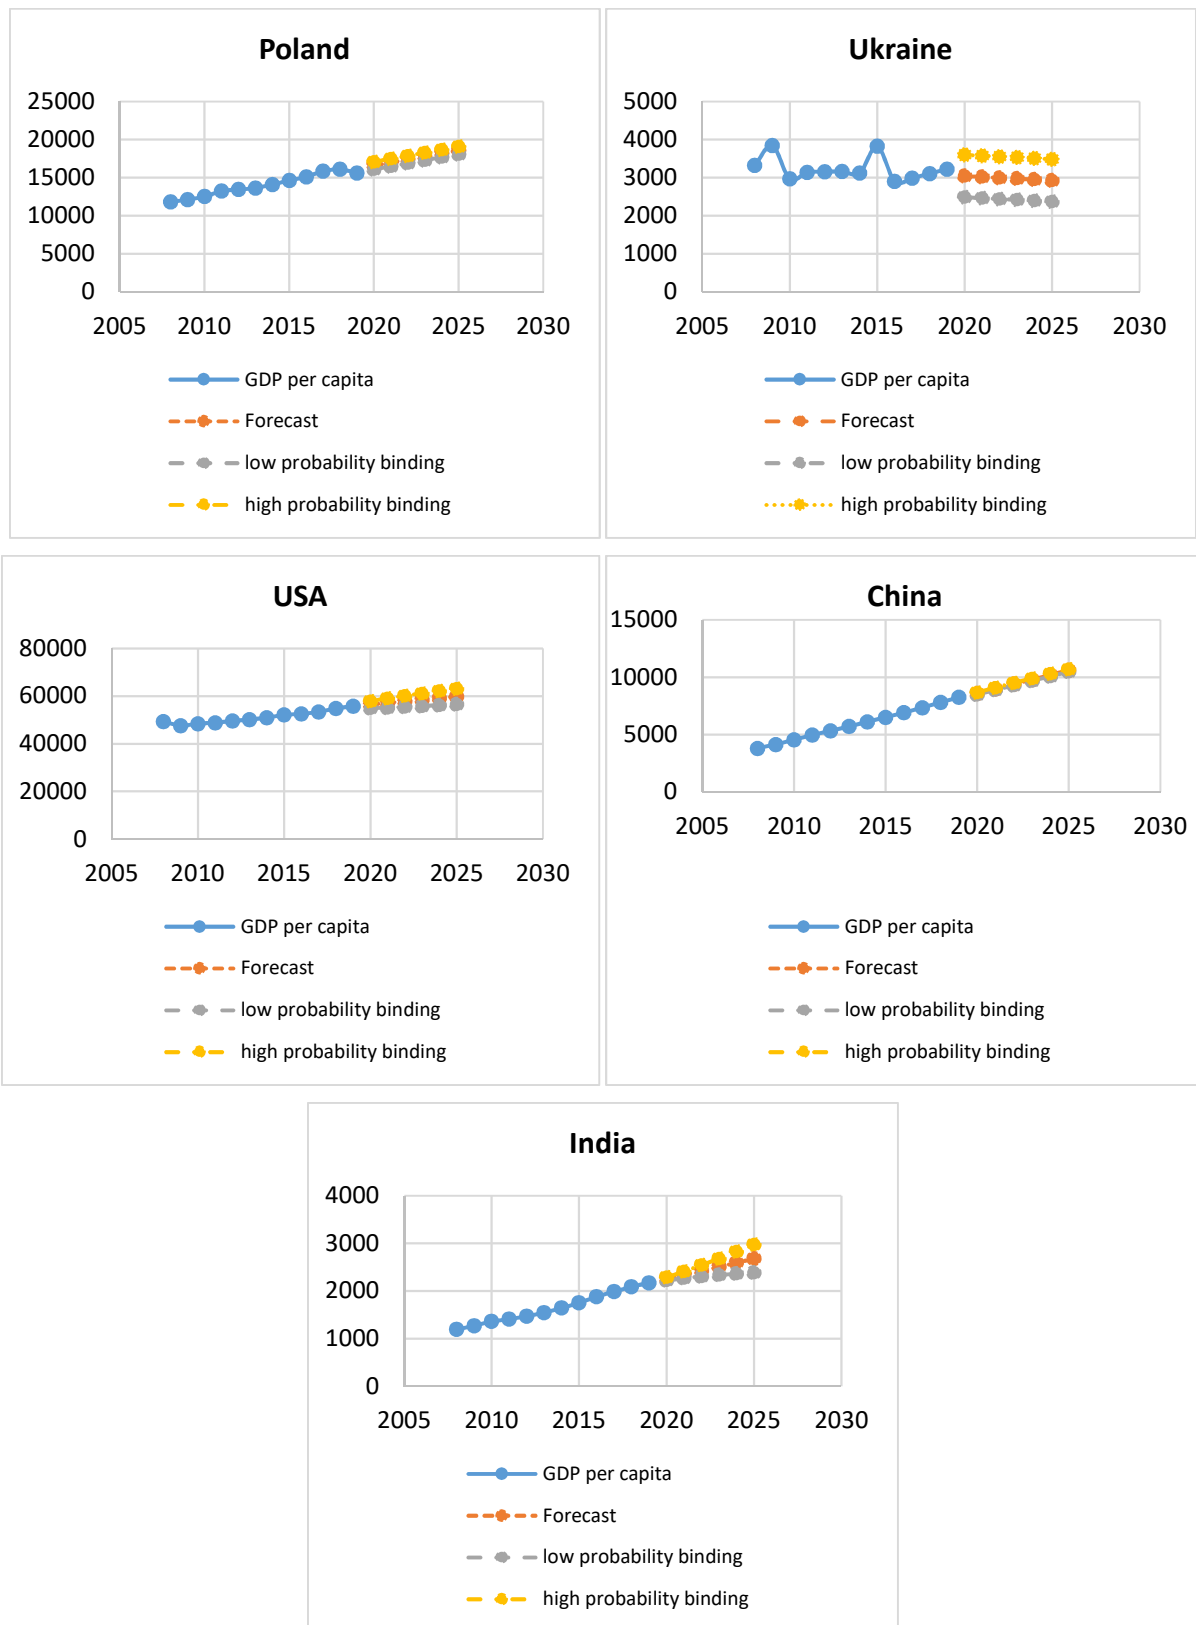 Poland
25000
20000
15000
10000
5000
0
2005 2010 2015 2020 2025 2030
GDP per capita
Forecast
low probability binding
high probability binding
Ukraine
5000
4000
3000
2000
1000
0
2005 2010 2015 2020 2025 2030
GDP per capita
Forecast
low probability binding
high probability binding
USA
80000
60000
40000
20000
0
2005 2010 2015 2020 2025 2030
GDP per capita
Forecast
low probability binding
high probability binding
China
15000
10000
5000
0
2005 2010 2015 2020 2025 2030
GDP per capita
Forecast
low probability binding
high probability binding
India
4000
3000
2000
1000
0
2005 2010 2015 2020 2025 2030
GDP per capita
Forecast
low probability binding
high probability binding